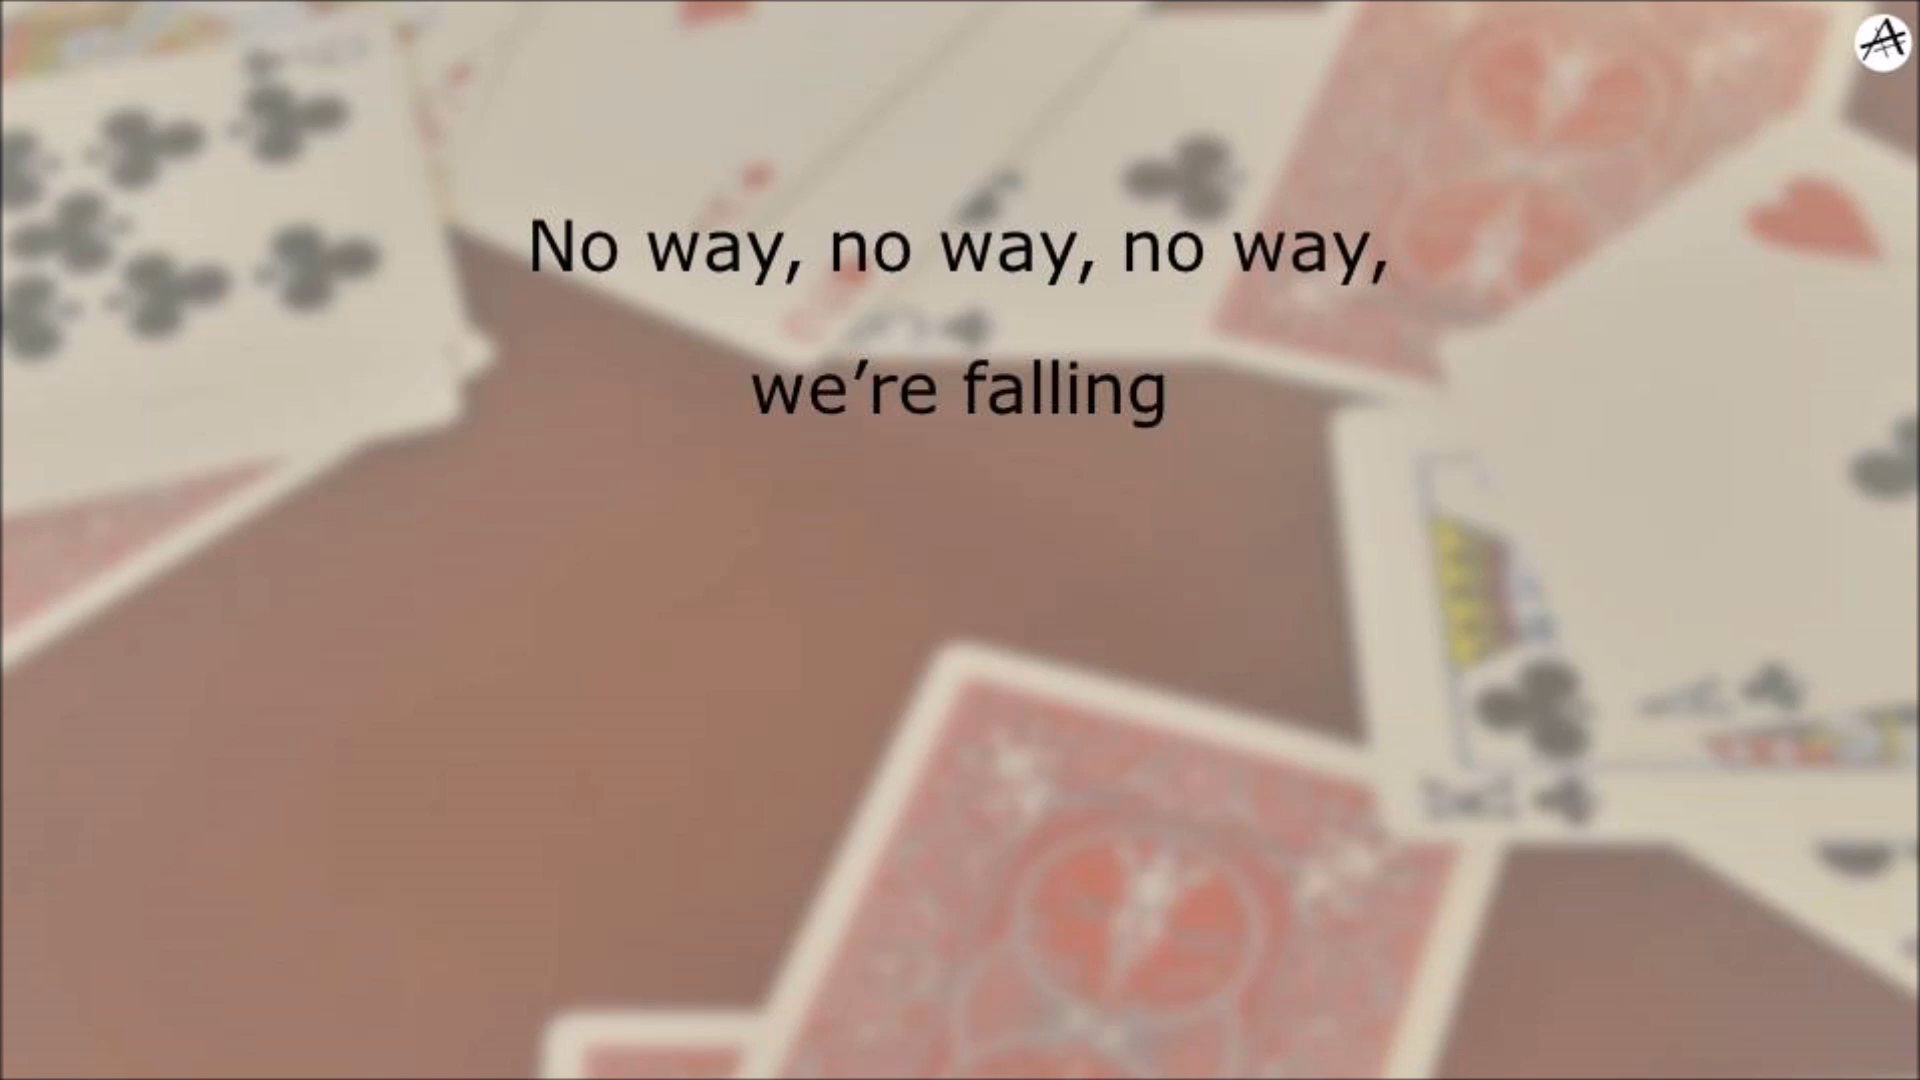 No way, no way, no way,
we’re falling